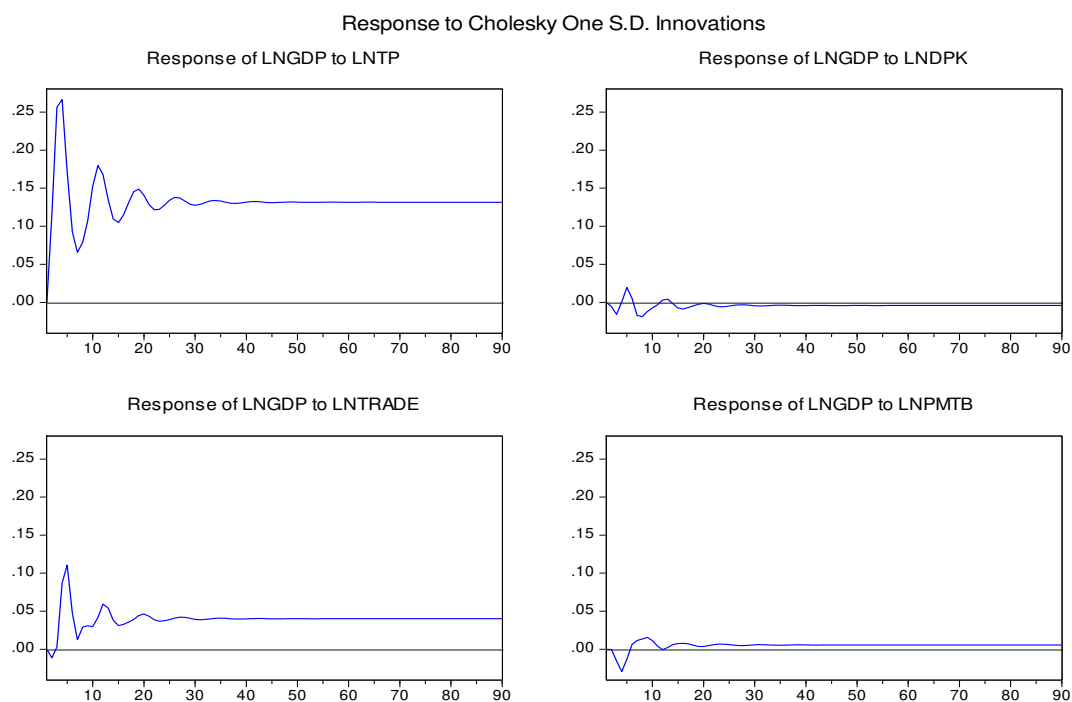 Response to Cholesky One S.D. Innovations
Response of LNGDP to LNTP
.25
.20
.15
.10
.05
.00
10 20 30 40 50 60 70 80 90
Response of LNGDP to LNDPK
.25
.20
.15
.10
.05
.00
10 20 30 40 50 60 70 80 90
Response of LNGDP to LNTRADE
.25
.20
.15
.10
.05
.00
10 20 30 40 50 60 70 80 90
Response of LNGDP to LNPMTB
.25
.20
.15
.10
.05
.00
10 20 30 40 50 60 70 80 90